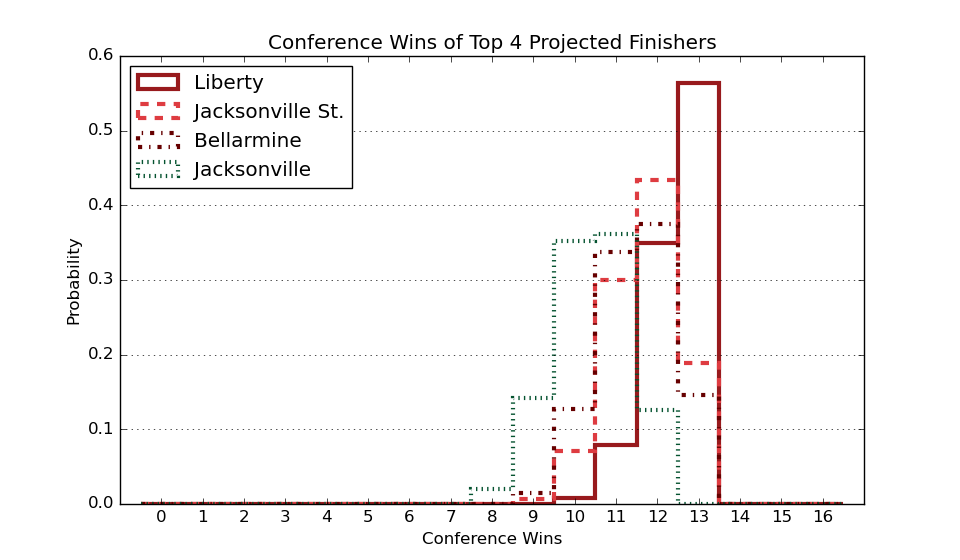 Conference Wins of Top 4 Projected Finishers
0.6
0.5
0.4
0.3
0.2
0.1
0.0
Probability
Liberty
Jacksonville St.
Bellarmine
Jacksonville
0 1 2 3 4 5 6 7 8 9 10 11 12 13 14 15 16
Conference Wins